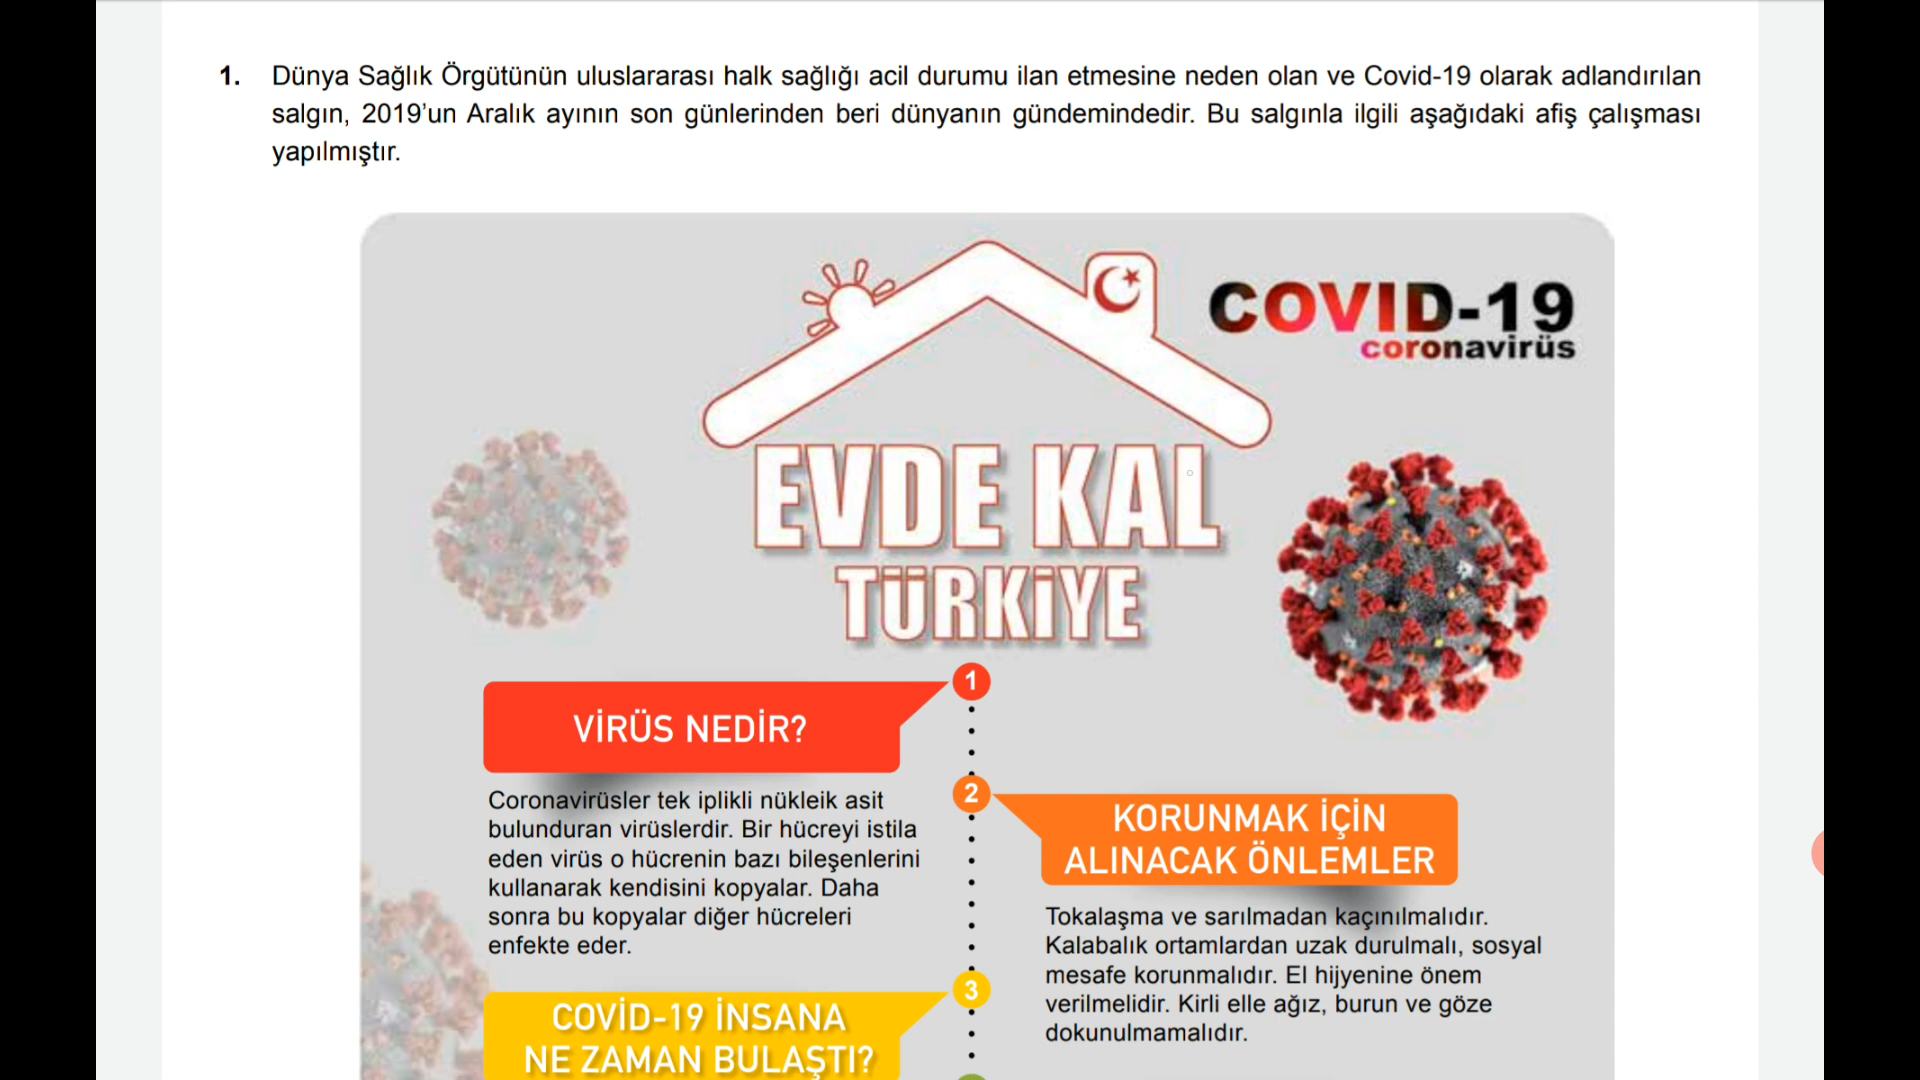 1. Dünya Sağlık Örgütünün uluslararası halk sağlığı acil durumu ilan etmesine neden olan ve Covid-19 olarak adlandırılan
salgın, 2019’un Aralık ayının son günlerinden beri dünyanın gündemindedir. Bu salgınla ilgili aşağıdaki afiş çalışması
yapılmıştır.
COVID-19
coronavirüs
EVDE KAL
TÜRKİYE
1
VİRÜS NEDİR?
Coronavirüsler tek iplikli nükleik asit
bulunduran virüslerdir. Bir hücreyi istila
eden virüs o hücrenin bazı bileşenlerini
kullanarak kendisini kopyalar. Daha
sonra bu kopyalar diğer hücreleri
enfekte eder.
2
KORUNMAK İÇİN
ALINACAK ÖNLEMLER
Tokalaşma ve sarılmadan kaçınılmalıdır.
Kalabalık ortamlardan uzak durulmalı, sosyal
mesafe korunmalıdır. El hijyenine önem
verilmelidir. Kirli elle ağız, burun ve göze
dokunulmamalıdır.
3
COVİD-19 İNSANA
NE ZAMAN BULAŞTI?